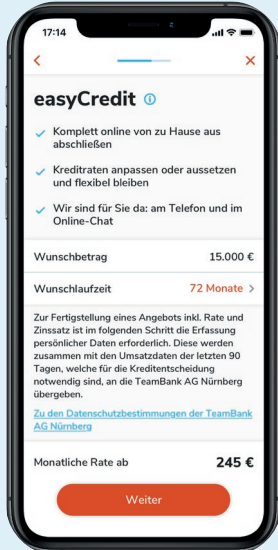 17:14
easyCredit
Komplett online von zu Hause aus
abschließen
Kreditraten anpassen oder aussetzen
und flexibel bleiben
Wir sind für Sie da: am Telefon und im
Online-Chat
Wunschbetrag 15.000 €
Wunschlaufzeit 72 Monate >
Zur Fertigstellung eines Angebots inkl. Rate und
Zinssatz ist im folgenden Schritt die Erfassung
persönlicher Daten erforderlich. Diese werden
zusammen mit den Umsatzdaten der letzten 90
Tagen, welche für die Kreditentscheidung
notwendig sind, an die TeamBank AG Nürnberg
übergeben.
Zu den Datenschutzbestimmungen der TeamBank
AG Nürnberg
Monatliche Rate ab 245 €
Weiter